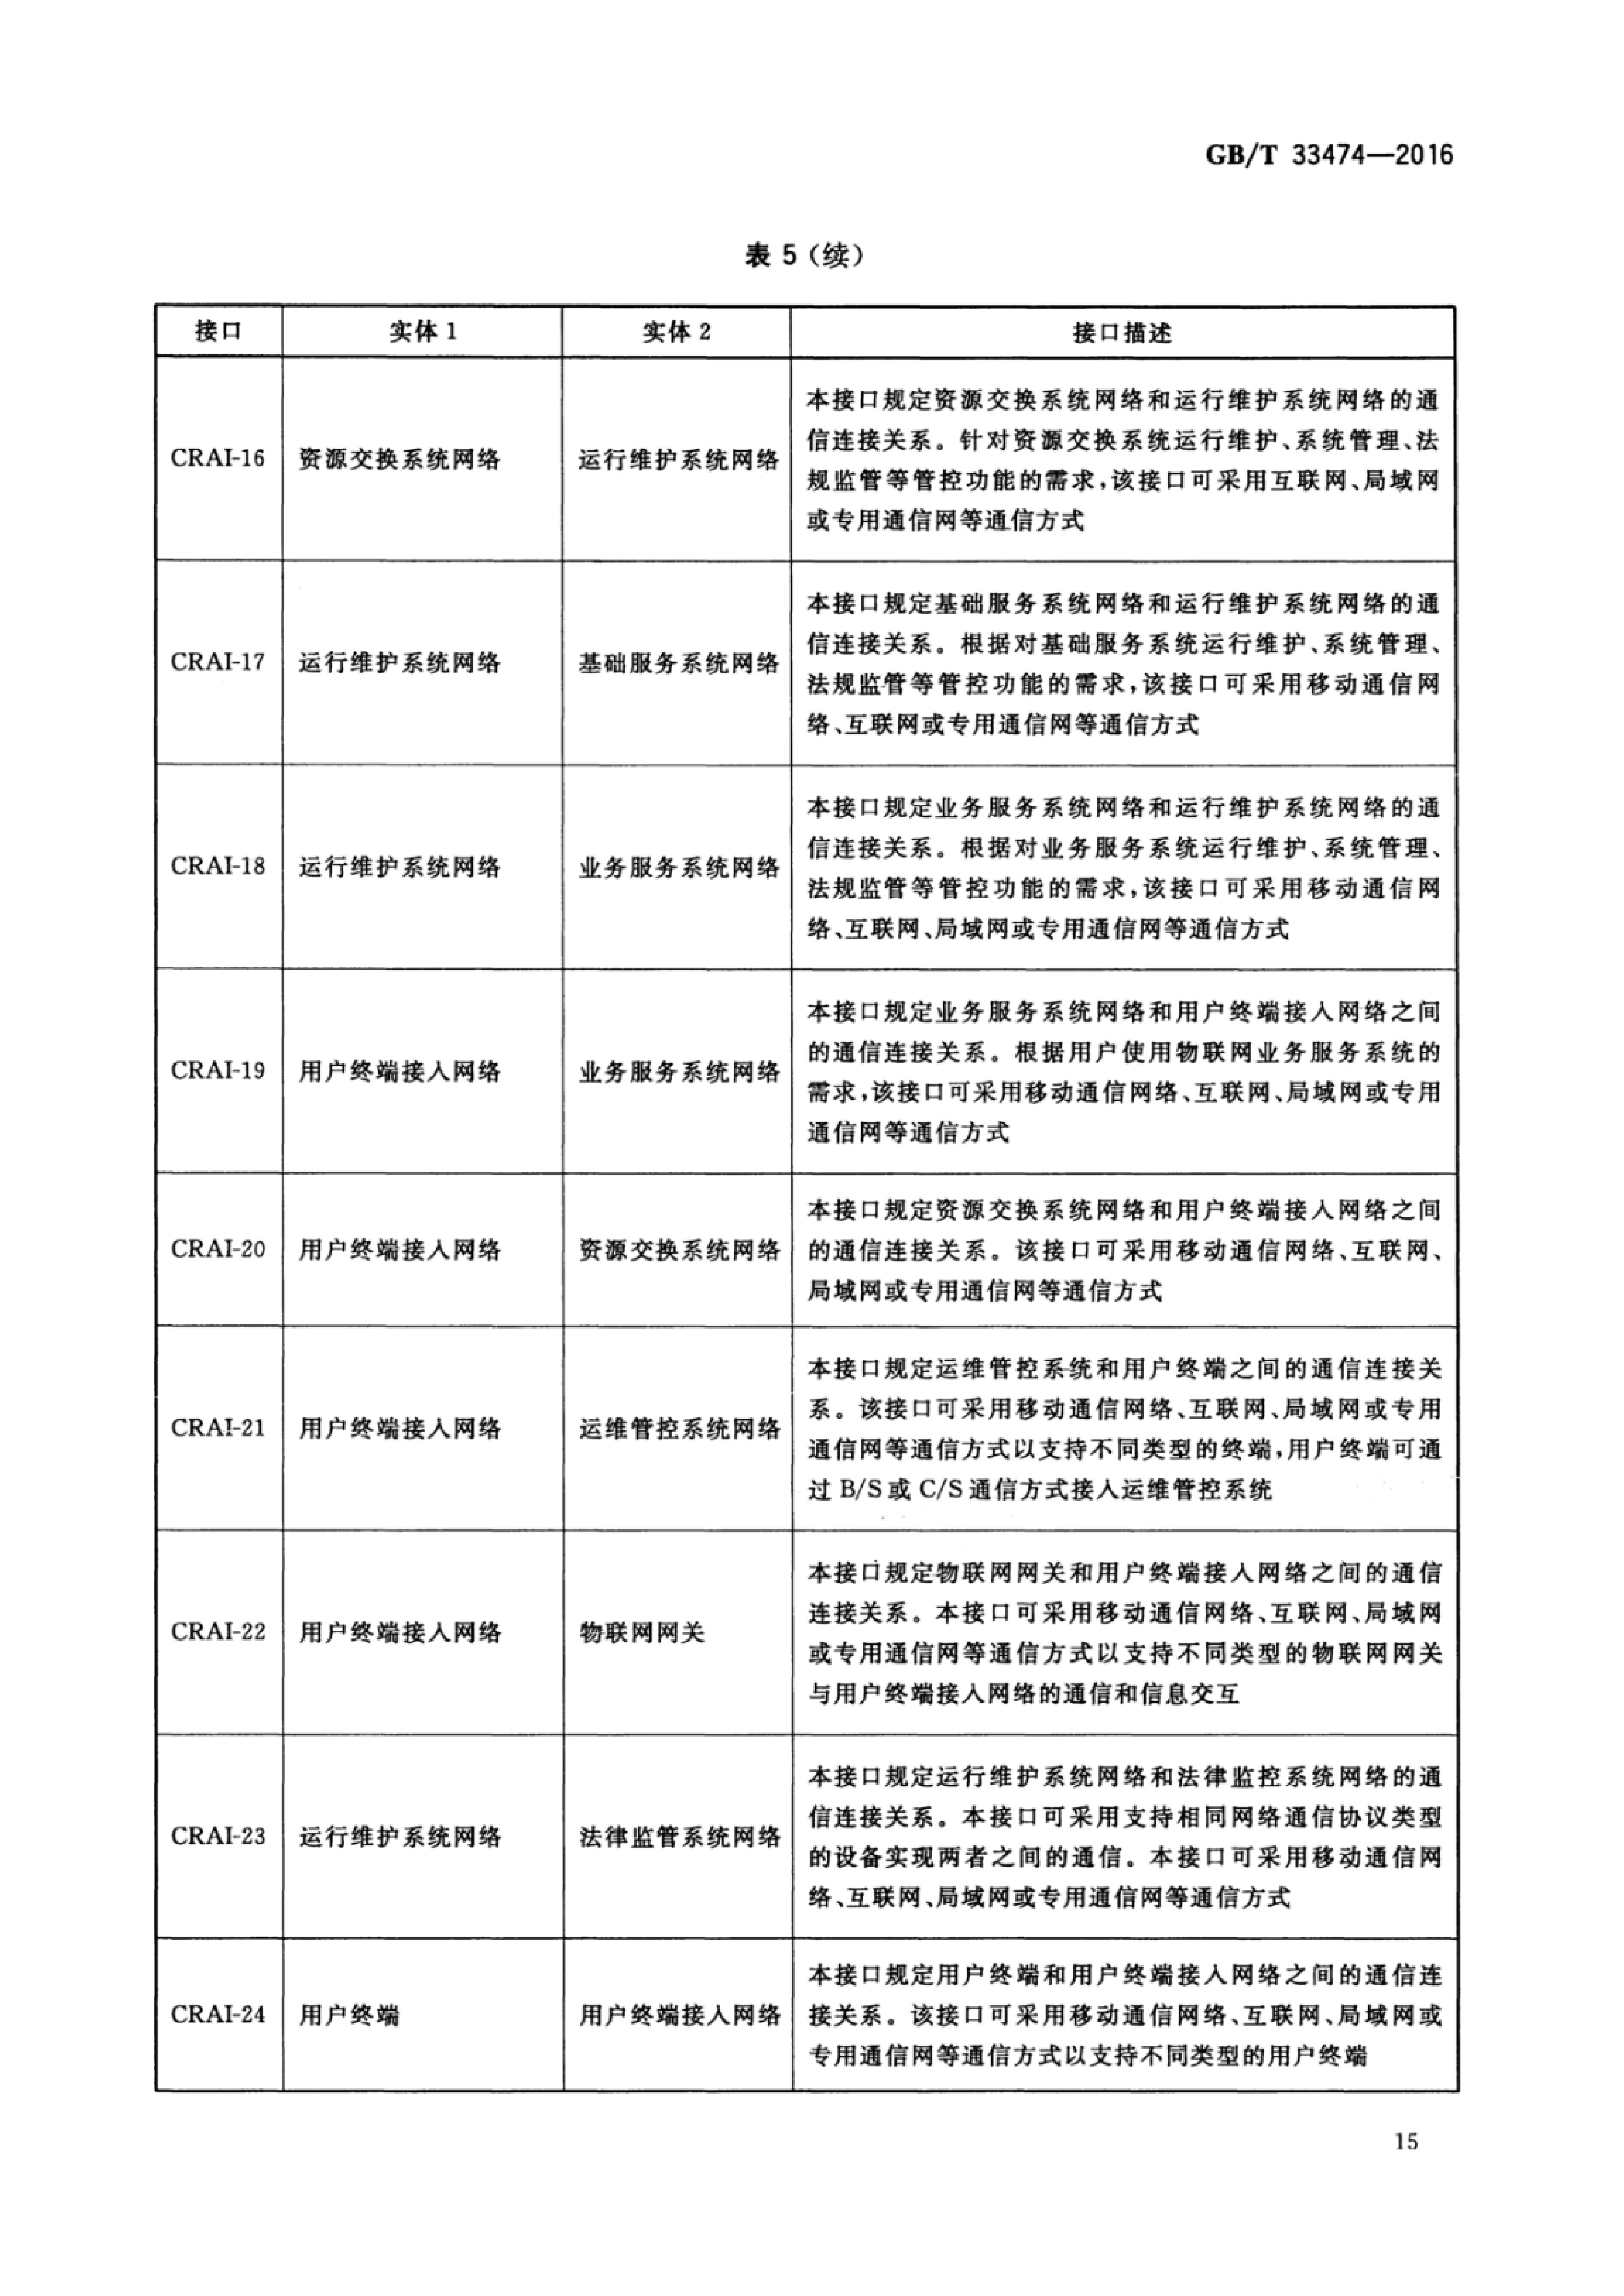 GB/T 33474—2016
表 5（续）
接口 实体 1 实体 2 接口描述
CRAI-16 资源交换系统网络 运行维护系统网络
本接口规定资源交换系统网络和运行维护系统网络的通
信连接关系。针对资源交换系统运行维护、系统管理、法
规监管等管控功能的需求,该接口可采用互联网、局域网
或专用通信网等通信方式
CRAI-17 运行维护系统网络 基础服务系统网络
本接口规定基础服务系统网络和运行维护系统网络的通
信连接关系。根据对基础服务系统运行维护、系统管理、
法规监管等管控功能的需求,该接口可采用移动通信网
络、互联网或专用通信网等通信方式
CRAI-18 运行维护系统网络 业务服务系统网络
本接口规定业务服务系统网络和运行维护系统网络的通
信连接关系。根据对业务服务系统运行维护、系统管理、
法规监管等管控功能的需求,该接口可采用移动通信网
络、互联网、局域网或专用通信网等通信方式
CRAI-19 用户终端接入网络 业务服务系统网络
本接口规定业务服务系统网络和用户终端接入网络之间
的通信连接关系。根据用户使用物联网业务服务系统的
需求,该接口可采用移动通信网络、互联网、局域网或专用
通信网等通信方式
CRAI-20 用户终端接入网络 资源交换系统网络
本接口规定资源交换系统网络和用户终端接入网络之间
的通信连接关系。该接口可采用移动通信网络、互联网、
局域网或专用通信网等通信方式
CRAI-21 用户终端接入网络 运维管控系统网络
本接口规定运维管控系统和用户终端之间的通信连接关
系。该接口可采用移动通信网络、互联网、局域网或专用
通信网等通信方式以支持不同类型的终端,用户终端可通
过 B/S 或 C/S 通信方式接入运维管控系统
CRAI-22 用户终端接入网络 物联网网关
本接口规定物联网网关和用户终端接入网络之间的通信
连接关系。本接口可采用移动通信网络、互联网、局域网
或专用通信网等通信方式以支持不同类型的物联网网关
与用户终端接入网络的通信和信息交互
CRAI-23 运行维护系统网络 法律监管系统网络
本接口规定运行维护系统网络和法律监控系统网络的通
信连接关系。本接口可采用支持相同网络通信协议类型
的设备实现两者之间的通信。本接口可采用移动通信网
络、互联网、局域网或专用通信网等通信方式
CRAI-24 用户终端 用户终端接入网络
本接口规定用户终端和用户终端接入网络之间的通信连
接关系。该接口可采用移动通信网络、互联网、局域网或
专用通信网等通信方式以支持不同类型的用户终端
15